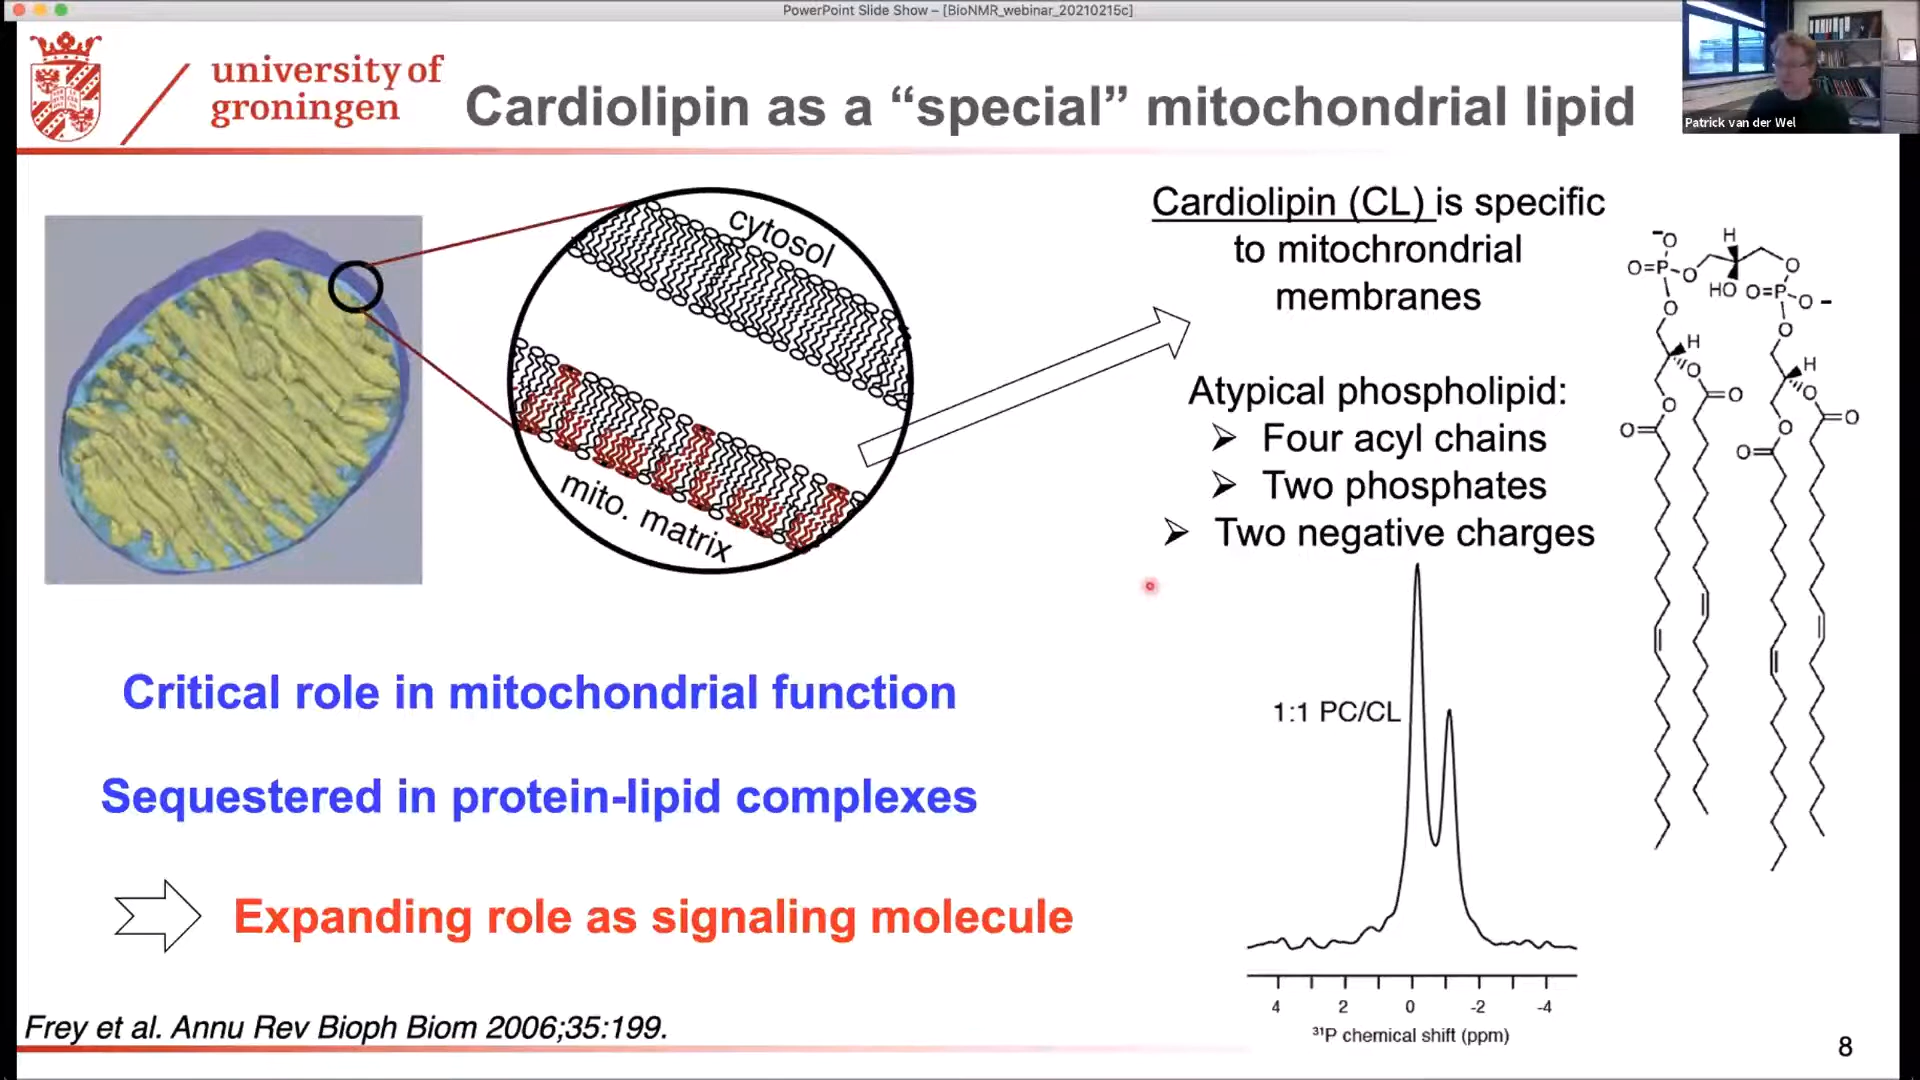 PowerPoint Slide Show – [BioNMR_webinar_20210215c]
university of
groningen
Cardiolipin as a “special” mitochondrial lipid
Patrick van der Wel
cytosol
mito. matrix
Cardiolipin (CL) is specific
to mitochrondrial
membranes
Atypical phospholipid:
➢ Four acyl chains
➢ Two phosphates
➢ Two negative charges
−O
H
O=P
O
O
HO
O=P
O −
O
O
H
O
O
O
O
H
O
O
O
O
1:1 PC/CL
4 2 0 -2 -4
³¹P chemical shift (ppm)
Critical role in mitochondrial function
Sequestered in protein-lipid complexes
Expanding role as signaling molecule
Frey et al. Annu Rev Bioph Biom 2006;35:199.
8